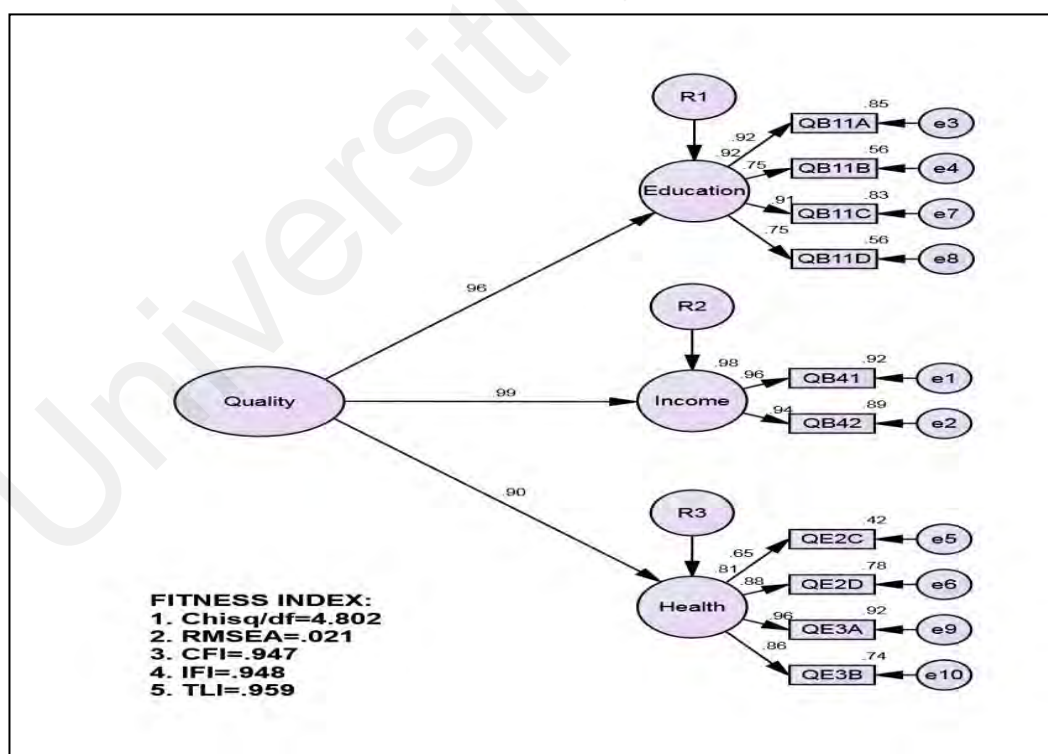 Universiti
R1
.85
.92
QB11A
e3
.92
Education
.56
.75
QB11B
e4
.83
.91
QB11C
e7
.75
.56
QB11D
e8
.96
R2
.98
.92
.96
QB41
e1
Quality
.99
Income
.89
.94
QB42
e2
.90
R3
.42
.65
QE2C
e5
.81
.78
.88
QE2D
e6
Health
.92
.96
QE3A
e9
.86
.74
QE3B
e10
FITNESS INDEX:
1. Chisq/df=4.802
2. RMSEA=.021
3. CFI=.947
4. IFI=.948
5. TLI=.959